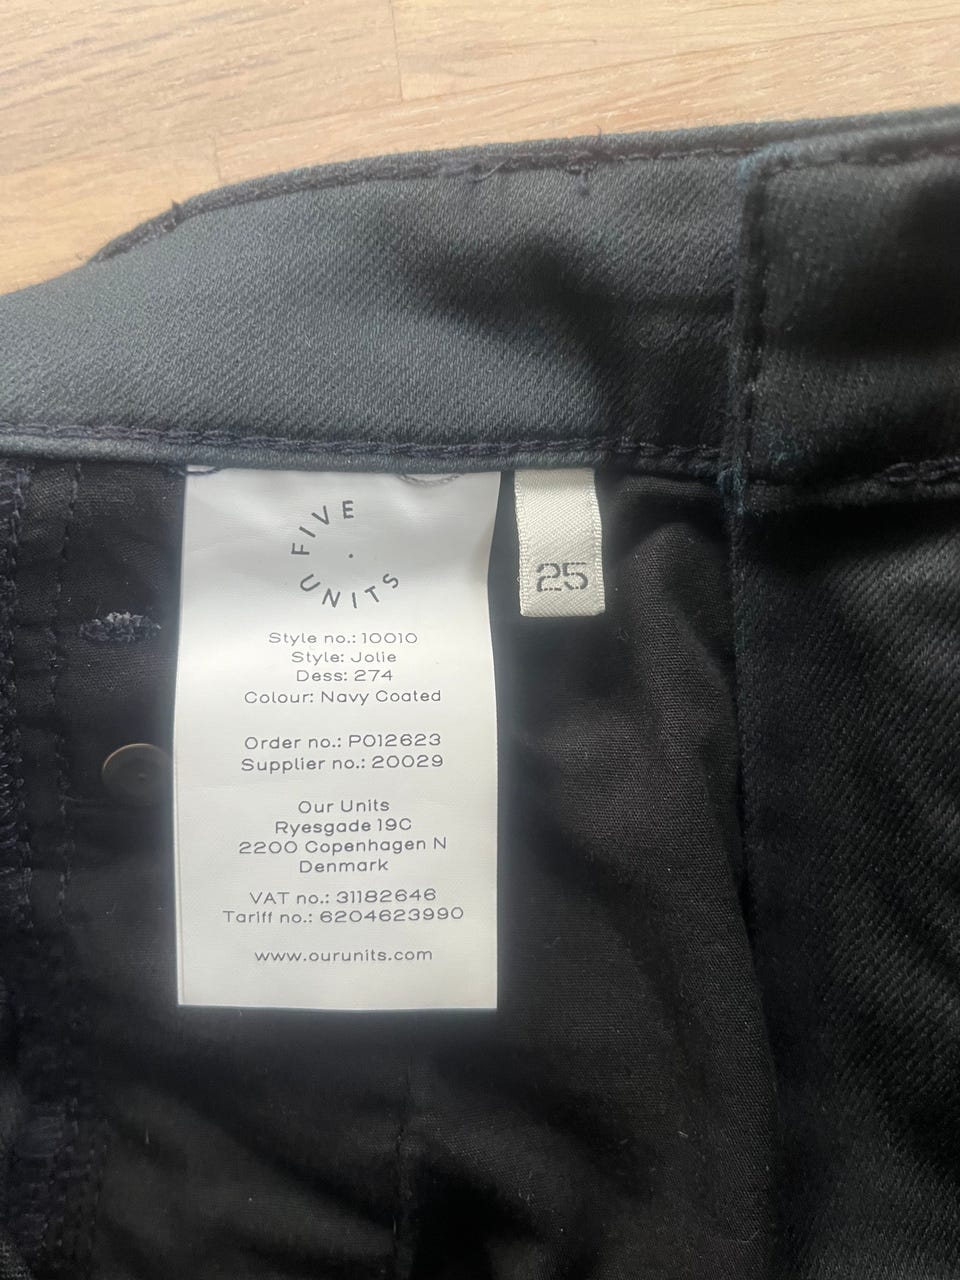 FIVE
UNITS
25
Style no.: 10010
Style: Jolie
Dess: 274
Colour: Navy Coated
Order no.: PO12623
Supplier no.: 20029
Our Units
Ryesgade 19C
2200 Copenhagen N
Denmark
VAT no.: 31182646
Tariff no.: 6204623990
www.ourunits.com